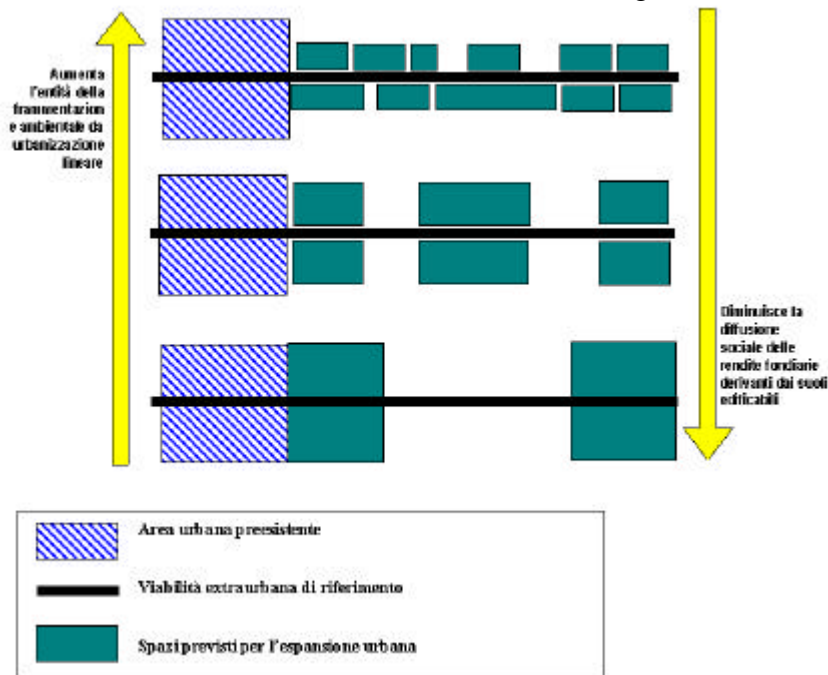 Aumenta
l'entità della
frammentazion
e ambientale da
urbanizzazione
lineare
Diminuisce la
diffusione
sociale delle
rendite fondiarie
derivanti dai suoli
edificabili
Area urbana preesistente
Viabilità extraurbana di riferimento
Spazi previsti per l'espansione urbana